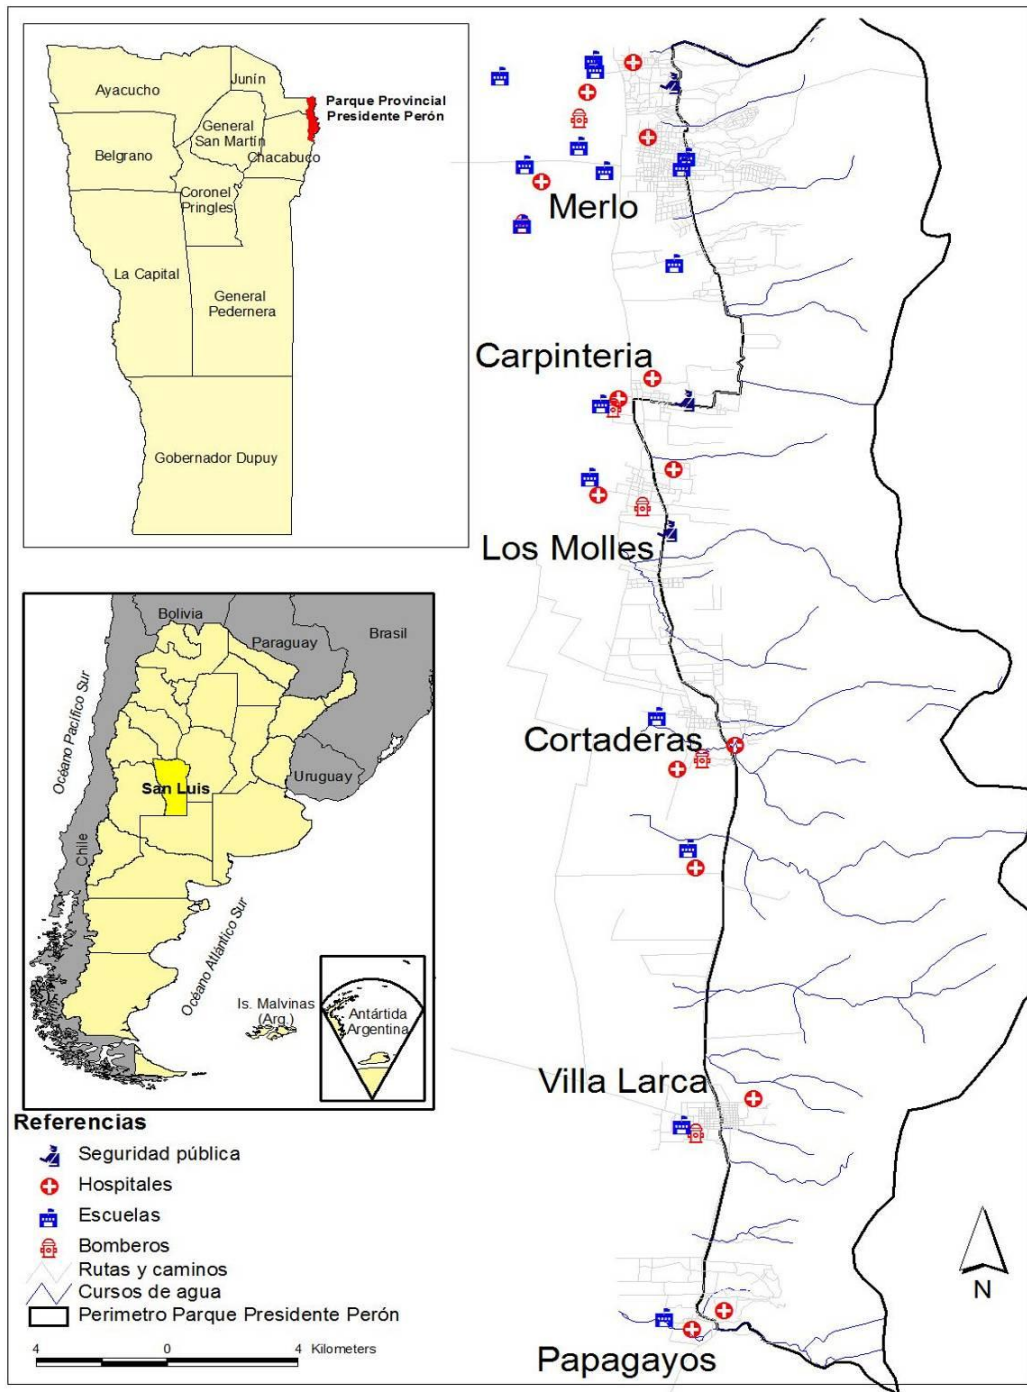 Ayacucho
Junín
Parque Provincial
Presidente Perón
General
San Martín
Belgrano
Chacabuco
Coronel
Pringles
La Capital
General
Pedernera
Gobernador Dupuy
Bolivia
Paraguay
Brasil
Océano Pacífico Sur
Uruguay
San Luis
Chile
Océano Atlántico Sur
Is. Malvinas
(Arg.)
Antártida
Argentina
Referencias
Seguridad pública
Hospitales
Escuelas
Bomberos
Rutas y caminos
Cursos de agua
Perimetro Parque Presidente Perón
4 0 4 Kilometers
Merlo
Carpinteria
Los Molles
Cortaderas
Villa Larca
Papagayos
N